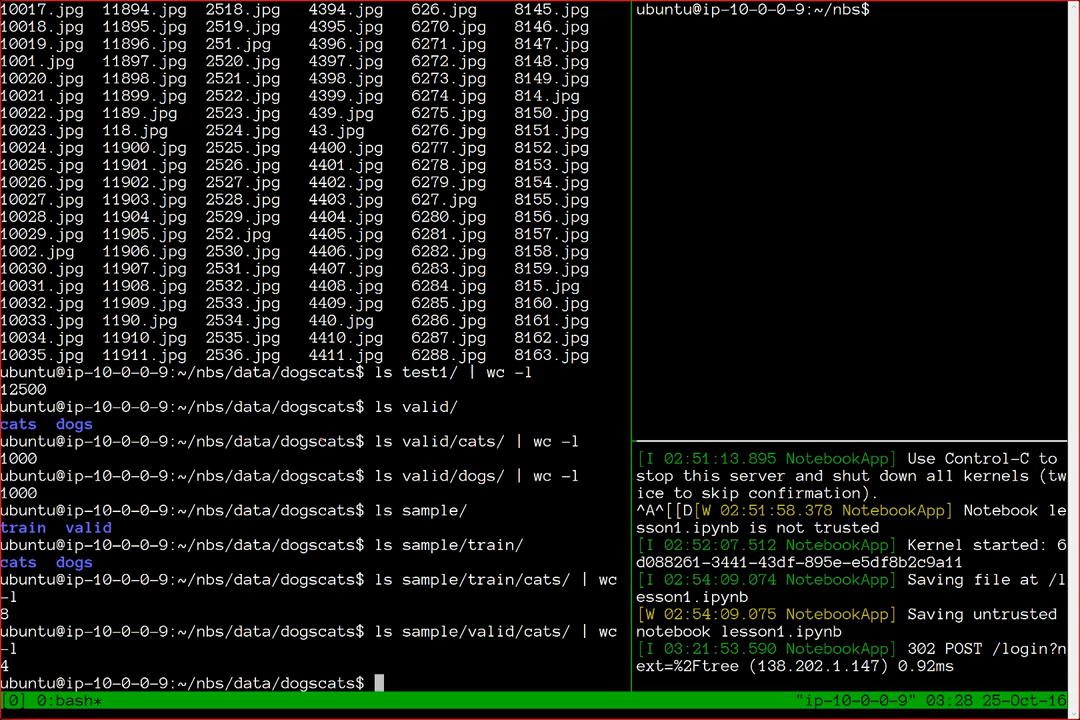 10017.jpg  11894.jpg  2518.jpg  4394.jpg  626.jpg  8145.jpg
10018.jpg  11895.jpg  2519.jpg  4395.jpg  6270.jpg  8146.jpg
10019.jpg  11896.jpg  251.jpg  4396.jpg  6271.jpg  8147.jpg
1001.jpg  11897.jpg  2520.jpg  4397.jpg  6272.jpg  8148.jpg
10020.jpg  11898.jpg  2521.jpg  4398.jpg  6273.jpg  8149.jpg
10021.jpg  11899.jpg  2522.jpg  4399.jpg  6274.jpg  814.jpg
10022.jpg  1189.jpg  2523.jpg  439.jpg  6275.jpg  8150.jpg
10023.jpg  118.jpg  2524.jpg  43.jpg  6276.jpg  8151.jpg
10024.jpg  11900.jpg  2525.jpg  4400.jpg  6277.jpg  8152.jpg
10025.jpg  11901.jpg  2526.jpg  4401.jpg  6278.jpg  8153.jpg
10026.jpg  11902.jpg  2527.jpg  4402.jpg  6279.jpg  8154.jpg
10027.jpg  11903.jpg  2528.jpg  4403.jpg  627.jpg  8155.jpg
10028.jpg  11904.jpg  2529.jpg  4404.jpg  6280.jpg  8156.jpg
10029.jpg  11905.jpg  252.jpg  4405.jpg  6281.jpg  8157.jpg
1002.jpg  11906.jpg  2530.jpg  4406.jpg  6282.jpg  8158.jpg
10030.jpg  11907.jpg  2531.jpg  4407.jpg  6283.jpg  8159.jpg
10031.jpg  11908.jpg  2532.jpg  4408.jpg  6284.jpg  815.jpg
10032.jpg  11909.jpg  2533.jpg  4409.jpg  6285.jpg  8160.jpg
10033.jpg  1190.jpg  2534.jpg  440.jpg  6286.jpg  8161.jpg
10034.jpg  11910.jpg  2535.jpg  4410.jpg  6287.jpg  8162.jpg
10035.jpg  11911.jpg  2536.jpg  4411.jpg  6288.jpg  8163.jpg
ubuntu@ip-10-0-0-9:~/nbs/data/dogscats$ ls test1/ | wc -l
12500
ubuntu@ip-10-0-0-9:~/nbs/data/dogscats$ ls valid/
cats  dogs
ubuntu@ip-10-0-0-9:~/nbs/data/dogscats$ ls valid/cats/ | wc -l
1000
ubuntu@ip-10-0-0-9:~/nbs/data/dogscats$ ls valid/dogs/ | wc -l
1000
ubuntu@ip-10-0-0-9:~/nbs/data/dogscats$ ls sample/
train  valid
ubuntu@ip-10-0-0-9:~/nbs/data/dogscats$ ls sample/train/
cats  dogs
ubuntu@ip-10-0-0-9:~/nbs/data/dogscats$ ls sample/train/cats/ | wc
-l
8
ubuntu@ip-10-0-0-9:~/nbs/data/dogscats$ ls sample/valid/cats/ | wc
-l
4
ubuntu@ip-10-0-0-9:~/nbs/data/dogscats$
ubuntu@ip-10-0-0-9:~/nbs$
[I 02:51:13.895 NotebookApp] Use Control-C to
stop this server and shut down all kernels (tw
ice to skip confirmation).
^A^[[D[W 02:51:58.378 NotebookApp] Notebook le
sson1.ipynb is not trusted
[I 02:52:07.512 NotebookApp] Kernel started: 6
d088261-3441-43df-895e-e5df8b2c9a11
[I 02:54:09.074 NotebookApp] Saving file at /l
esson1.ipynb
[W 02:54:09.075 NotebookApp] Saving untrusted
notebook lesson1.ipynb
[I 03:21:53.590 NotebookApp] 302 POST /login?n
ext=%2Ftree (138.202.1.147) 0.92ms
[0] 0:bash*  "ip-10-0-0-9" 03:28 25-Oct-16